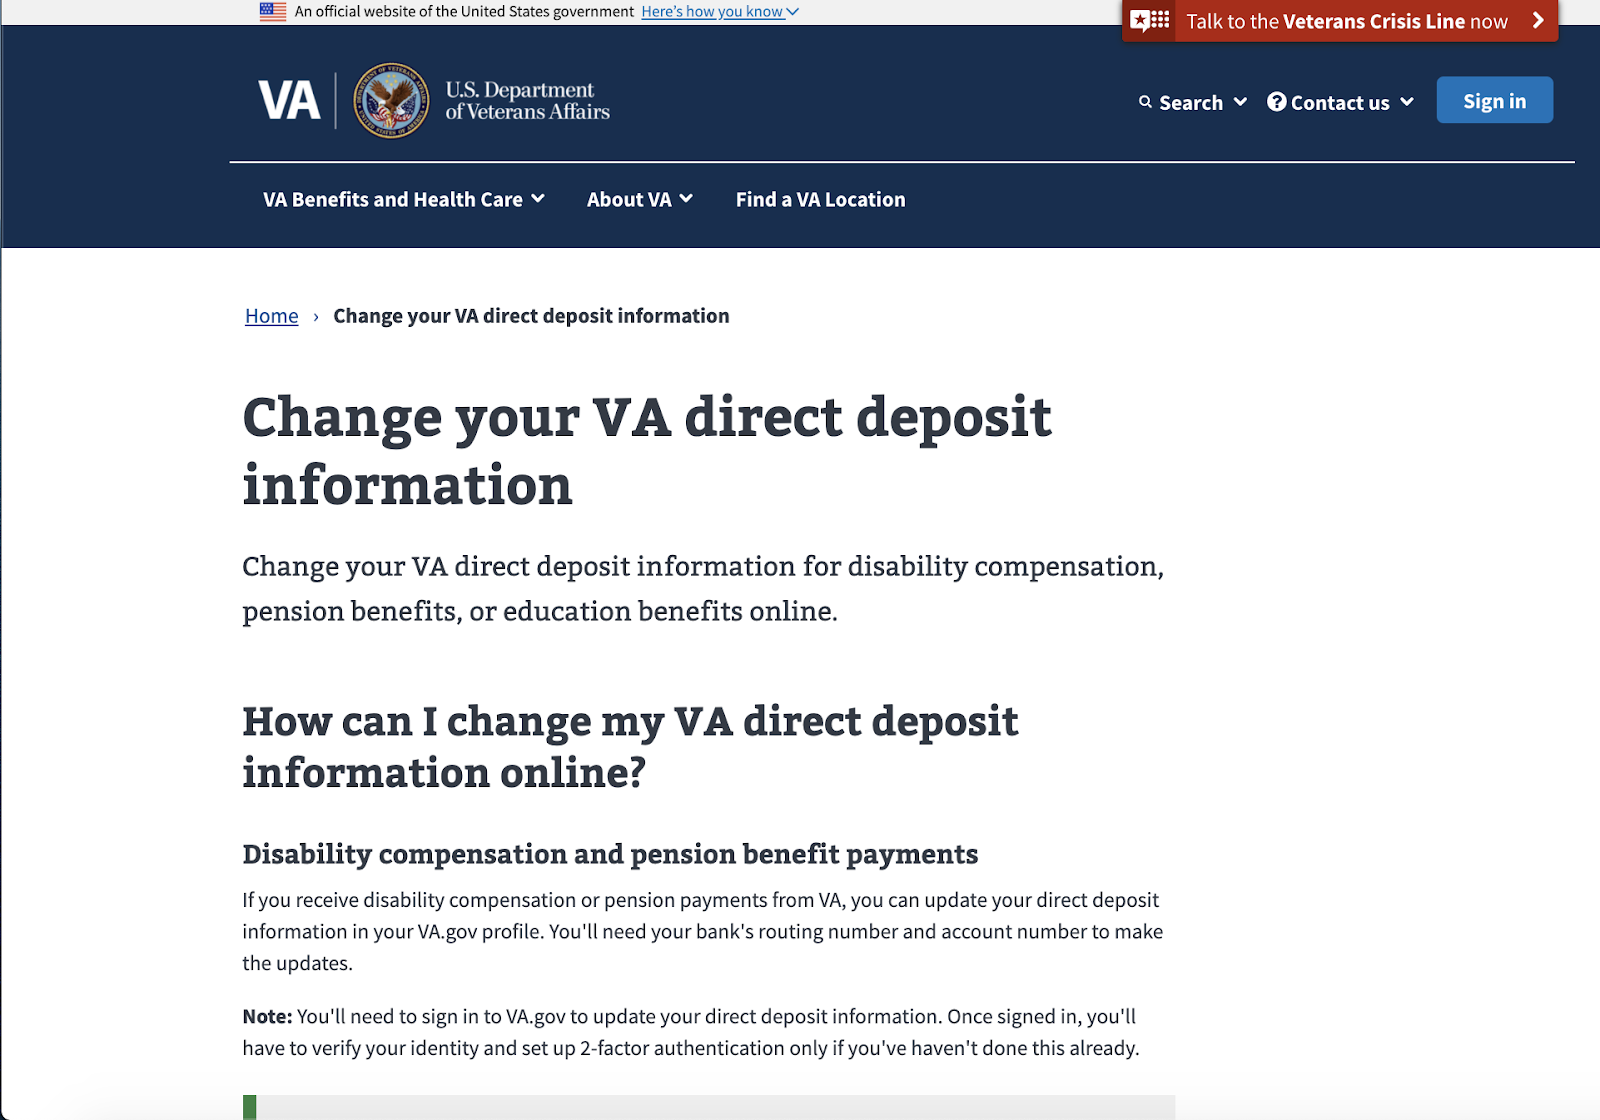 An official website of the United States government Here's how you know
Talk to the Veterans Crisis Line now
VA
U.S. Department
of Veterans Affairs
Search
Contact us
Sign in
VA Benefits and Health Care
About VA
Find a VA Location
Home › Change your VA direct deposit information
Change your VA direct deposit
information
Change your VA direct deposit information for disability compensation,
pension benefits, or education benefits online.
How can I change my VA direct deposit
information online?
Disability compensation and pension benefit payments
If you receive disability compensation or pension payments from VA, you can update your direct deposit
information in your VA.gov profile. You'll need your bank's routing number and account number to make
the updates.
Note: You'll need to sign in to VA.gov to update your direct deposit information. Once signed in, you'll
have to verify your identity and set up 2-factor authentication only if you've haven't done this already.